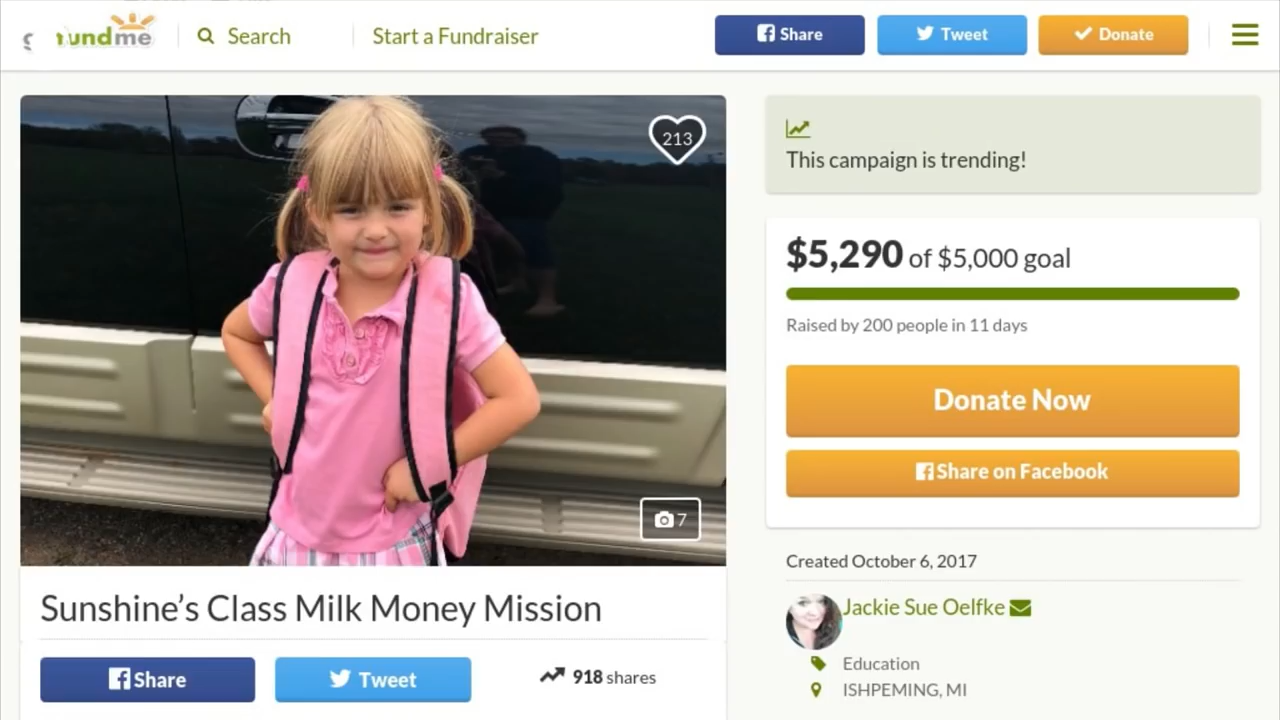 fundme
Search
Start a Fundraiser
Share
Tweet
Donate
213
7
This campaign is trending!
$5,290 of $5,000 goal
Raised by 200 people in 11 days
Donate Now
Share on Facebook
Created October 6, 2017
Jackie Sue Oelfke
Education
ISHPEMING, MI
Sunshine's Class Milk Money Mission
Share
Tweet
918 shares